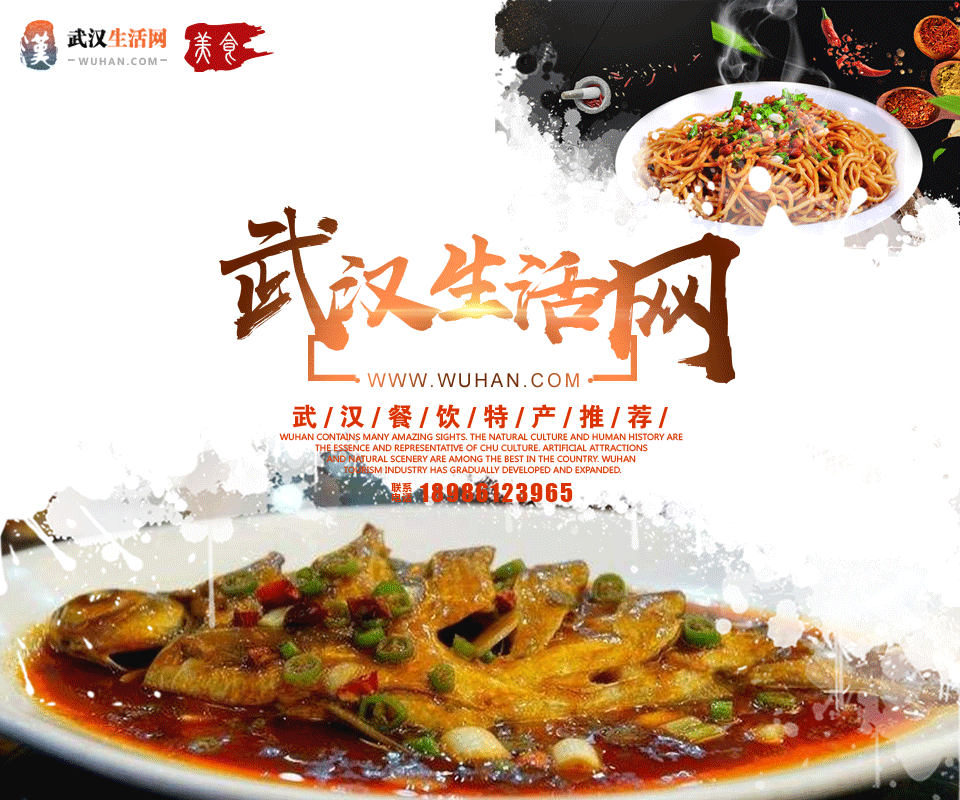 漢
武汉生活网
WUHAN.COM
美食
武汉生活网
WWW.WUHAN.COM
武/汉/餐/饮/特/产/推/荐/
WUHAN CONTAINS MANY AMAZING SIGHTS. THE NATURAL CULTURE AND HUMAN HISTORY ARE
THE ESSENCE AND REPRESENTATIVE OF CHU CULTURE. ARTIFICIAL ATTRACTIONS
AND NATURAL SCENERY ARE AMONG THE BEST IN THE COUNTRY. WUHAN
TOURISM INDUSTRY HAS GRADUALLY DEVELOPED AND EXPANDED.
联系
电话 18986123965